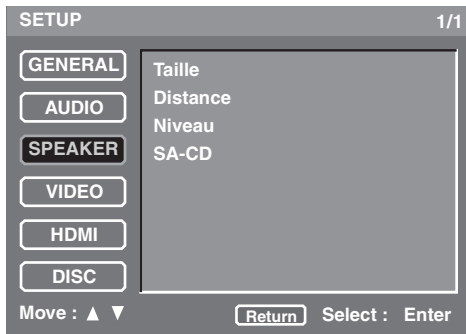 SETUP 1/1
GENERAL
AUDIO
SPEAKER
VIDEO
HDMI
DISC
Taille
Distance
Niveau
SA-CD
Move : ▲ ▼ Return Select : Enter